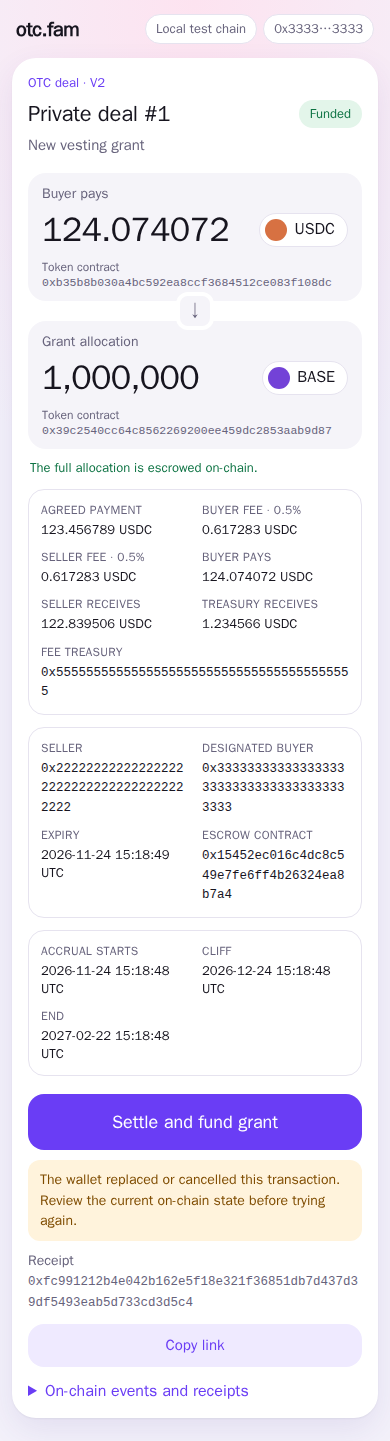 otc.fam
Local test chain
0x3333···3333
OTC deal · V2
Private deal #1
Funded
New vesting grant
Buyer pays
124.074072
USDC
Token contract
0xb35b8b030a4bc592ea8ccf3684512ce083f108dc
↓
Grant allocation
1,000,000
BASE
Token contract
0x39c2540cc64c8562269200ee459dc2853aab9d87
The full allocation is escrowed on-chain.
AGREED PAYMENT
123.456789 USDC
BUYER FEE · 0.5%
0.617283 USDC
SELLER FEE · 0.5%
0.617283 USDC
BUYER PAYS
124.074072 USDC
SELLER RECEIVES
122.839506 USDC
TREASURY RECEIVES
1.234566 USDC
FEE TREASURY
0x555555555555555555555555555555555555555
5
SELLER
0x22222222222222222
2222222222222222222
2222
DESIGNATED BUYER
0x33333333333333333
3333333333333333333
3333
EXPIRY
2026-11-24 15:18:49
UTC
ESCROW CONTRACT
0x15452ec016c4dc8c5
49e7fe6ff4b26324ea8
b7a4
ACCRUAL STARTS
2026-11-24 15:18:48
UTC
CLIFF
2026-12-24 15:18:48
UTC
END
2027-02-22 15:18:48
UTC
Settle and fund grant
The wallet replaced or cancelled this transaction.
Review the current on-chain state before trying
again.
Receipt
0xfc991212b4e042b162e5f18e321f36851db7d437d3
9df5493eab5d733cd3d5c4
Copy link
On-chain events and receipts